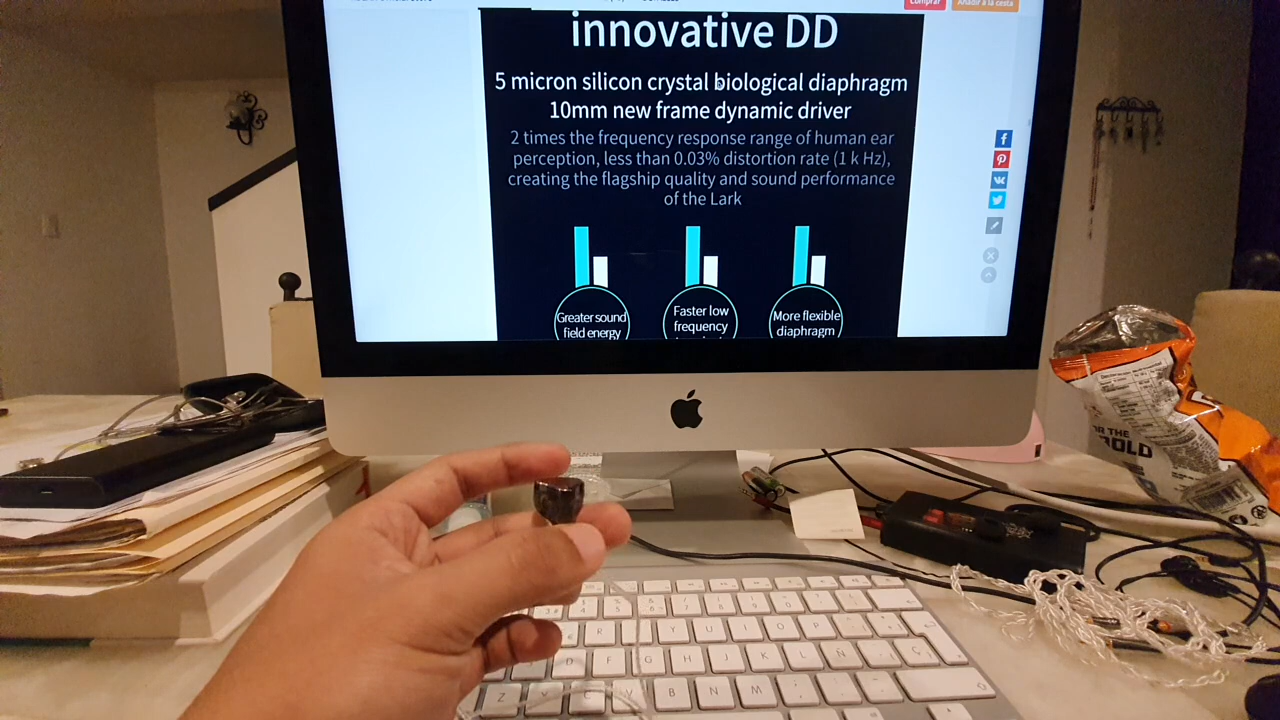 Comprar
Añadir a la cesta
innovative DD
5 micron silicon crystal biological diaphragm
10mm new frame dynamic driver
2 times the frequency response range of human ear
perception, less than 0.03% distortion rate (1 k Hz),
creating the flagship quality and sound performance
of the Lark
Greater sound
field energy
Faster low
frequency
More flexible
diaphragm
THE
BOLD
R
Y
U
I
O
P
D
F
G
H
J
K
L
Ñ
Ç
Z
X
C
V
B
N
M